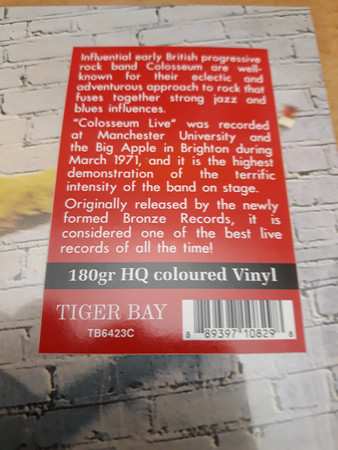 Influential early British progressive
rock band Colosseum are well-
known for their eclectic and
adventurous approach to rock that
fuses together strong jazz and
blues influences.
"Colosseum Live" was recorded
at Manchester University and
the Big Apple in Brighton during
March 1971, and it is the highest
demonstration of the terrific
intensity of the band on stage.
Originally released by the newly
formed Bronze Records, it is
considered one of the best live
records of all the time!
180gr HQ coloured Vinyl
TIGER BAY
TB6423C
8 89397 10829 8